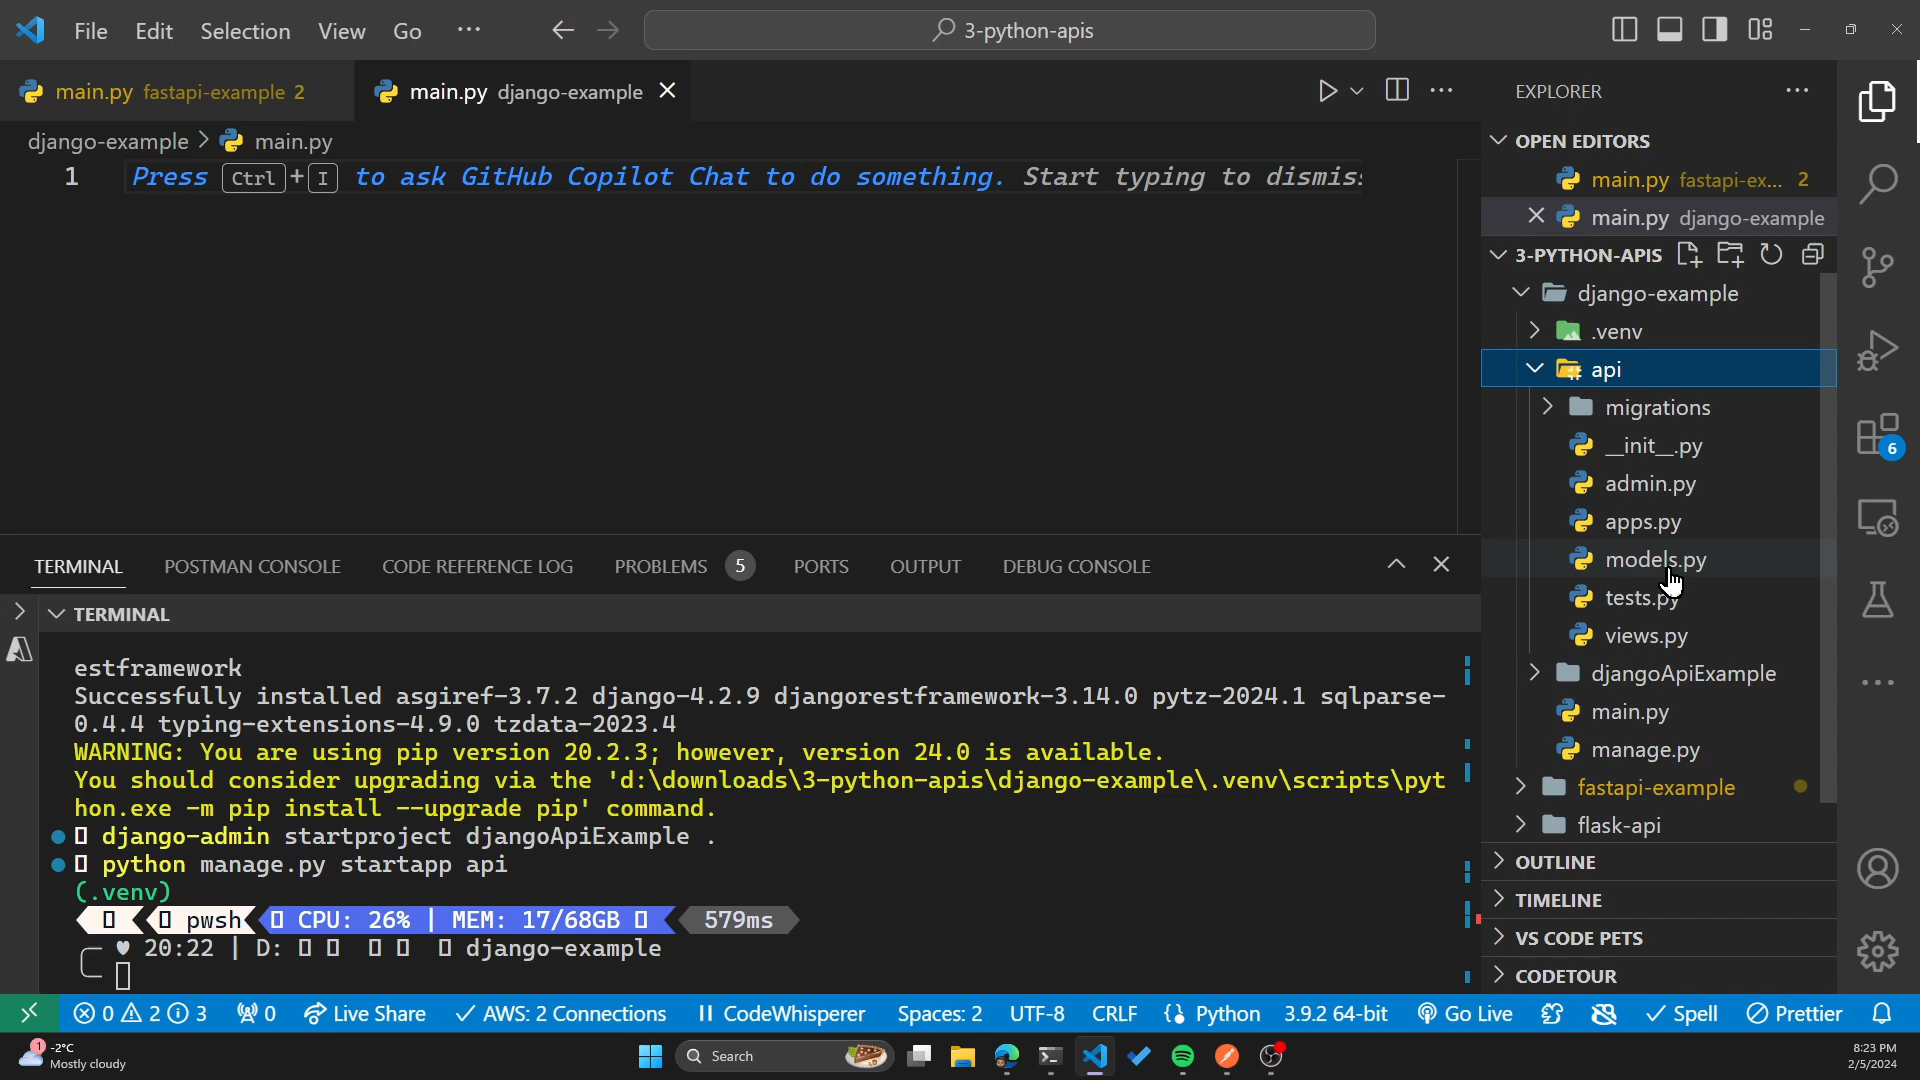 File Edit Selection View Go ··· 3-python-apis
main.py fastapi-example 2 main.py django-example
django-example > main.py
1 Press Ctrl+I to ask GitHub Copilot Chat to do something. Start typing to dismis
EXPLORER
OPEN EDITORS
main.py fastapi-ex... 2
main.py django-example
3-PYTHON-APIS
django-example
.venv
api
migrations
__init__.py
admin.py
apps.py
models.py
tests.py
views.py
djangoApiExample
main.py
manage.py
fastapi-example
flask-api
OUTLINE
TIMELINE
VS CODE PETS
CODETOUR
6
TERMINAL POSTMAN CONSOLE CODE REFERENCE LOG PROBLEMS 5 PORTS OUTPUT DEBUG CONSOLE
TERMINAL
estframework
Successfully installed asgiref-3.7.2 django-4.2.9 djangorestframework-3.14.0 pytz-2024.1 sqlparse-
0.4.4 typing-extensions-4.9.0 tzdata-2023.4
WARNING: You are using pip version 20.2.3; however, version 24.0 is available.
You should consider upgrading via the 'd:\downloads\3-python-apis\django-example\.venv\scripts\pyt
hon.exe -m pip install --upgrade pip' command.
django-admin startproject djangoApiExample .
python manage.py startapp api
(.venv)
pwsh CPU: 26% | MEM: 17/68GB 579ms
♥ 20:22 | D: django-example
0 2 3 0 Live Share AWS: 2 Connections CodeWhisperer Spaces: 2 UTF-8 CRLF {} Python 3.9.2 64-bit Go Live Spell Prettier
1 -2°C
Mostly cloudy
Search
8:23 PM
2/5/2024